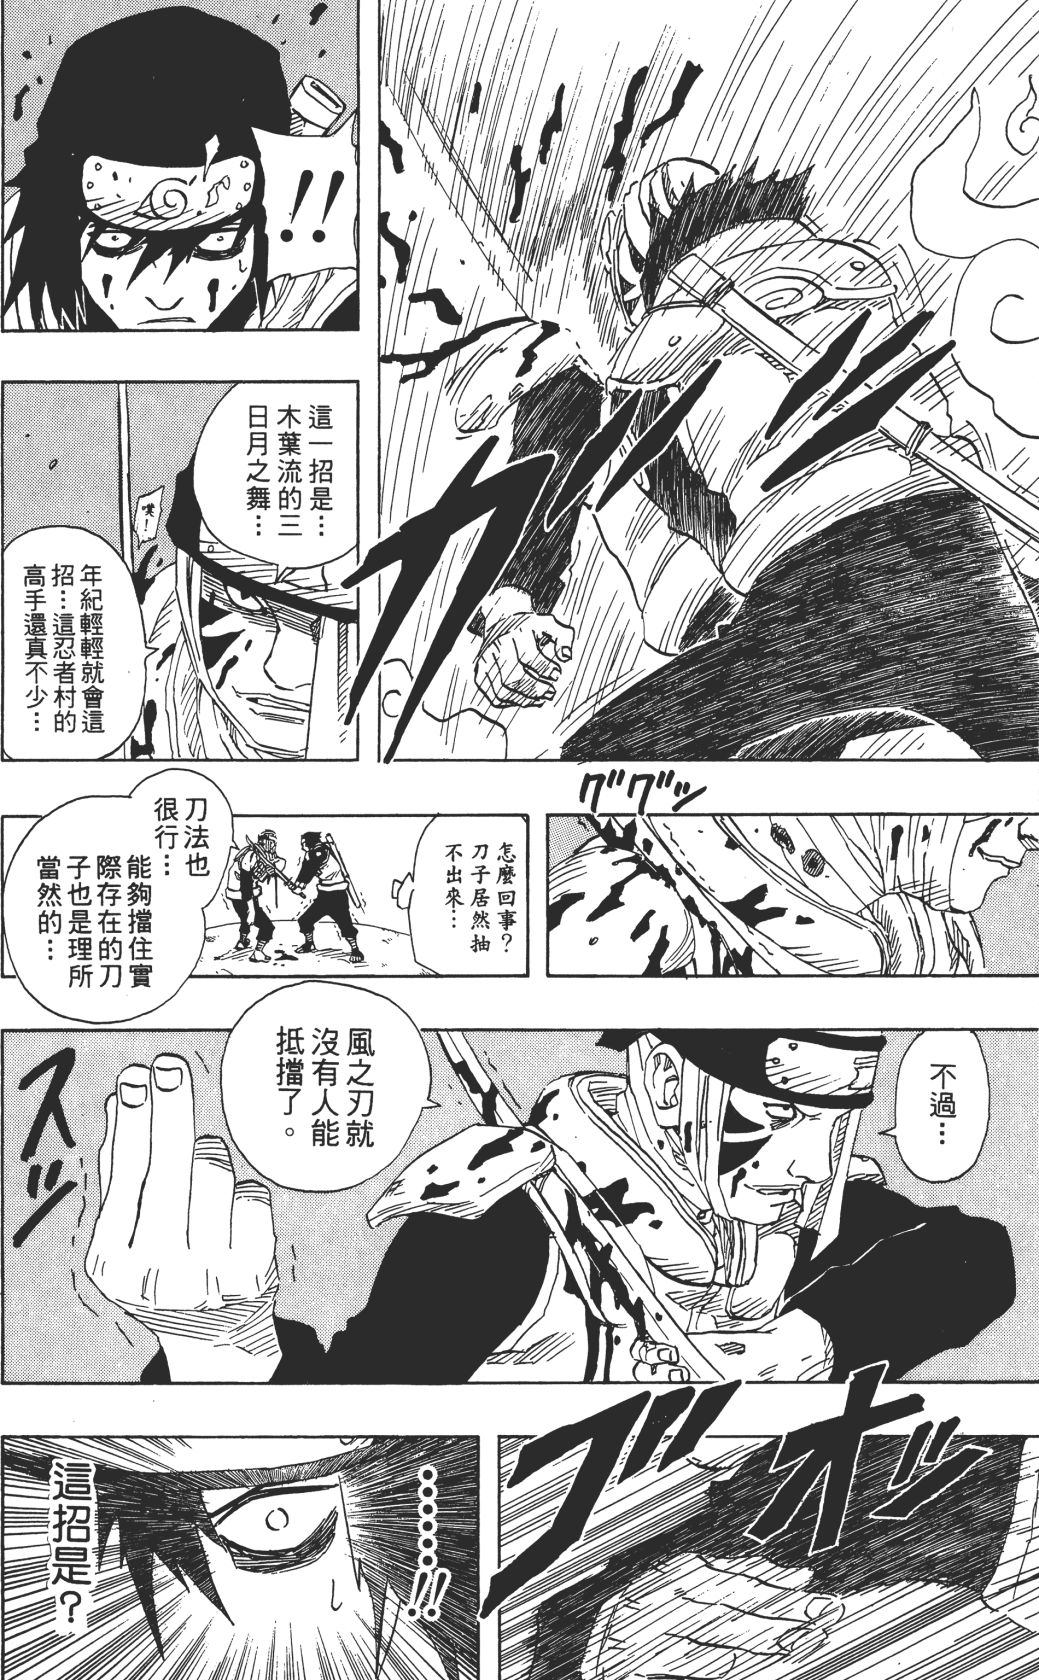 グッ
!!
這一招是…
木葉流的三
日月之舞…
噗!
年紀輕輕就會這
招…這忍者村的
高手還真不少…
グググッ
怎麼回事?
刀子居然抽
不出來…
刀法也
很行…
能夠擋住實
際存在的刀
子也是理所
當然的…
不過…
風之刃就
沒有人能
抵擋了。
スッ
ブオッ
………!!
這招是?